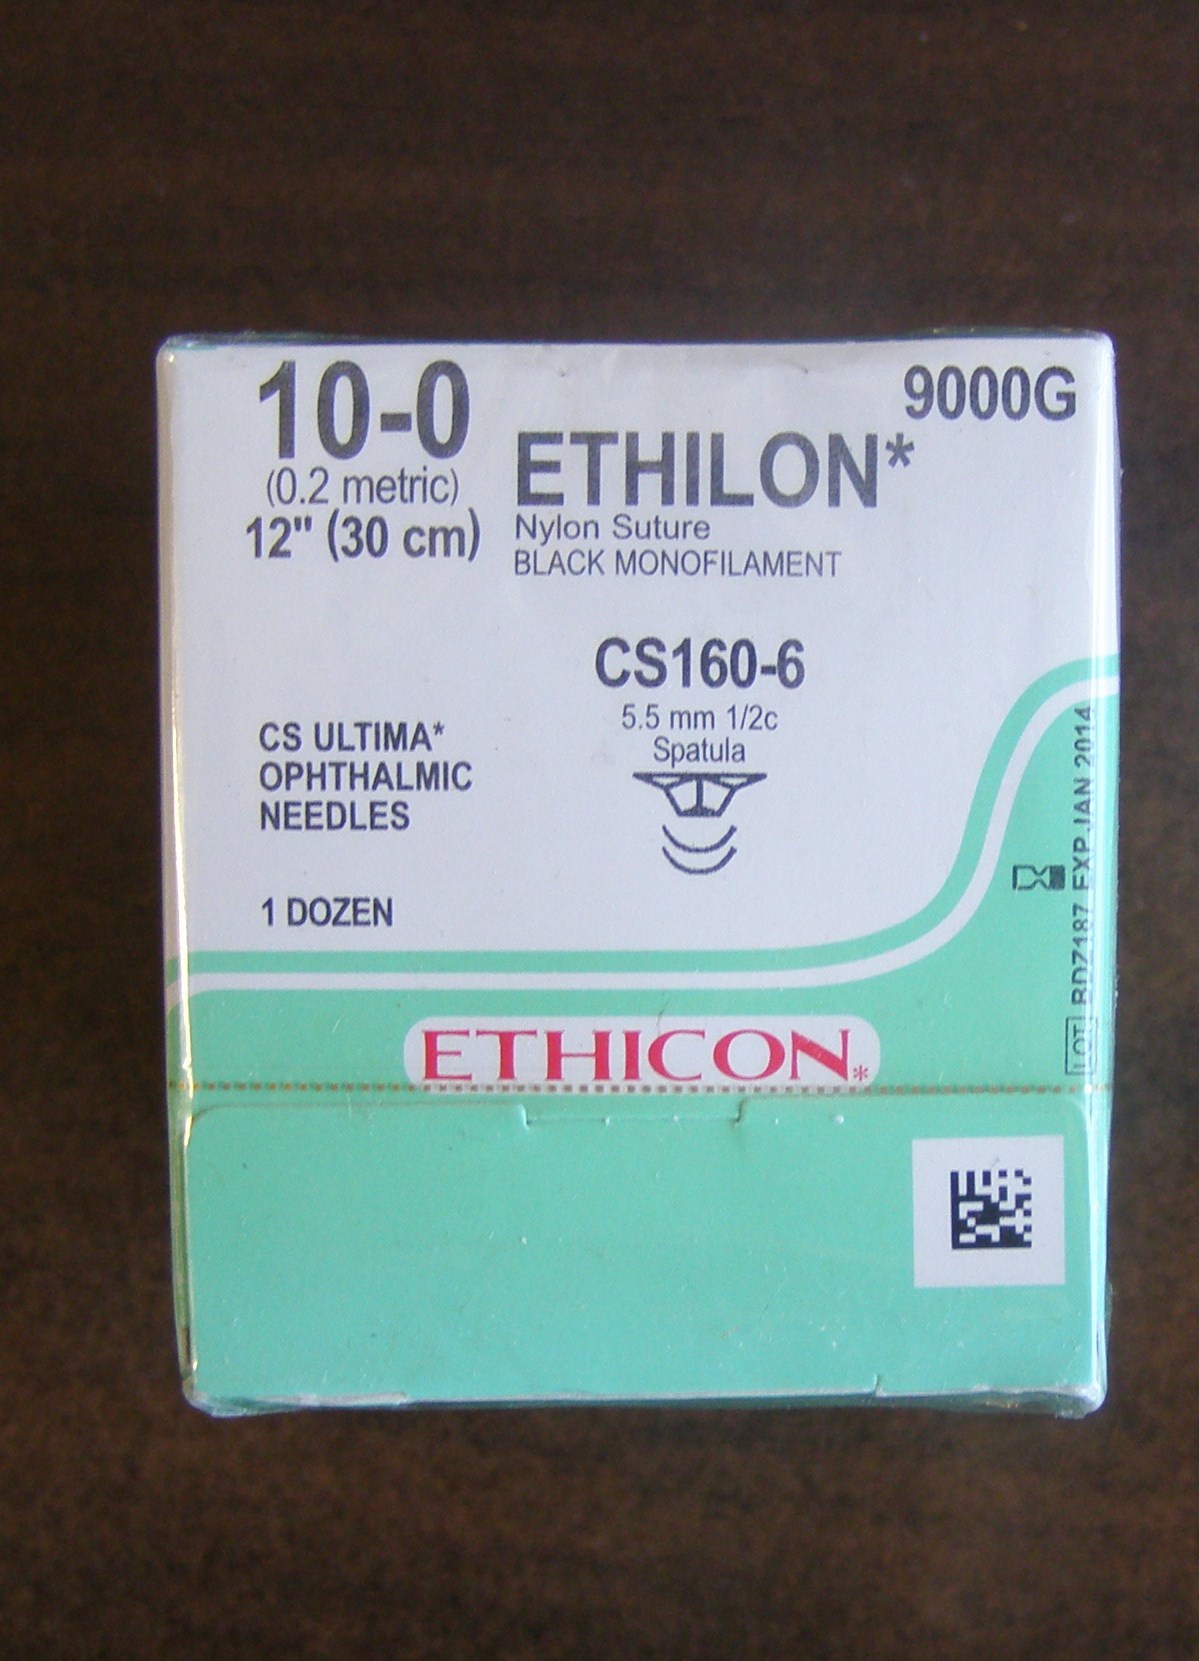 10-0
(0.2 metric)
12" (30 cm)
9000G
ETHILON*
Nylon Suture
BLACK MONOFILAMENT
CS160-6
5.5 mm 1/2c
Spatula
CS ULTIMA*
OPHTHALMIC
NEEDLES
1 DOZEN
ETHICON*
LOT BDZ187 EXP.JAN 2014